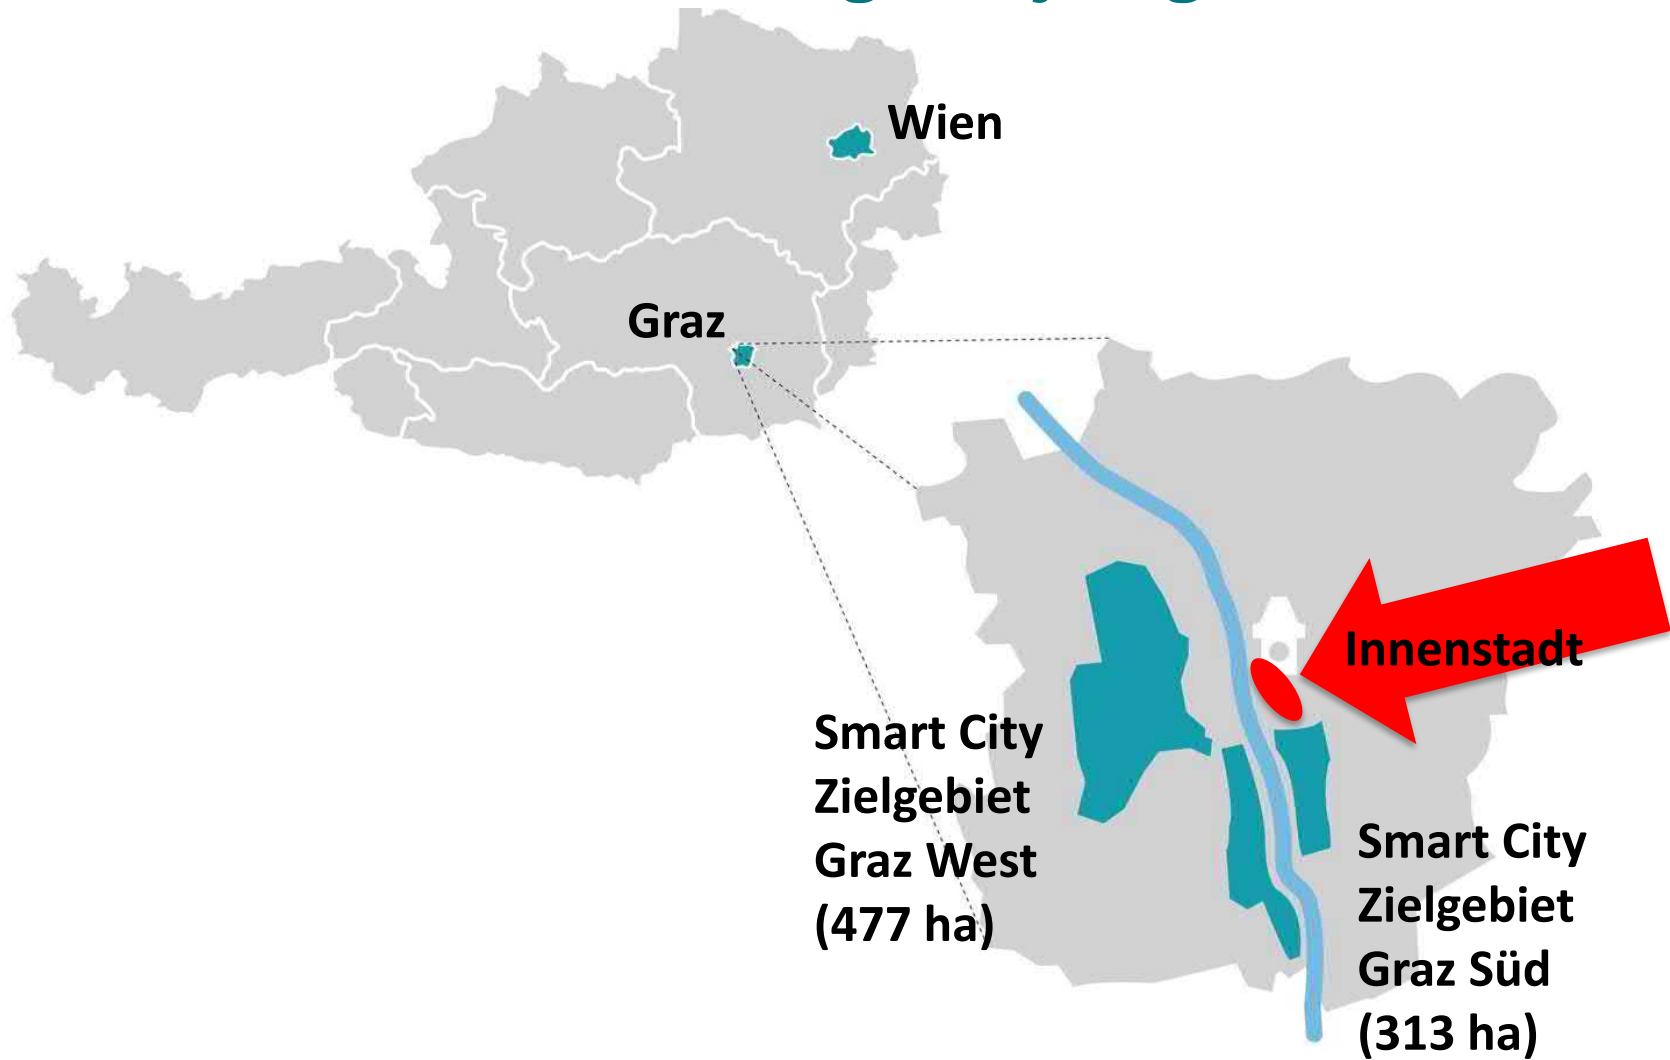 Wien
Graz
Innenstadt
Smart City
Zielgebiet
Graz West
(477 ha)
Smart City
Zielgebiet
Graz Süd
(313 ha)